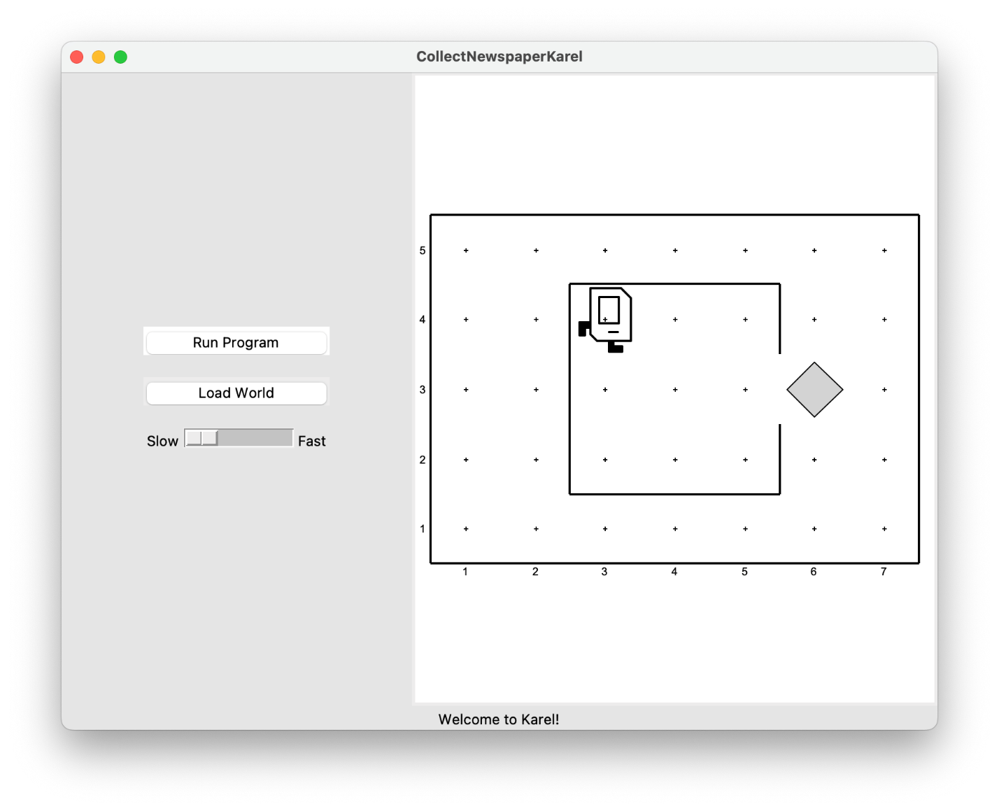 CollectNewspaperKarel
Run Program
Load World
Slow Fast
5
4
3
2
1
1 2 3 4 5 6 7
Welcome to Karel!